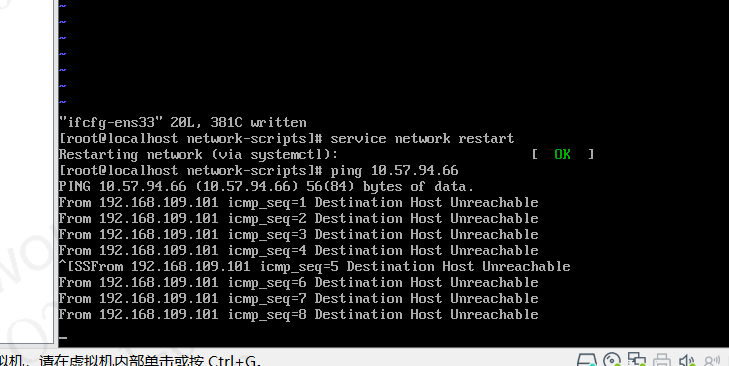 ~
~
~
~
~
~
~
"ifcfg-ens33" 20L, 381C written
[root@localhost network-scripts]# service network restart
Restarting network (via systemctl):                        [  OK  ]
[root@localhost network-scripts]# ping 10.57.94.66
PING 10.57.94.66 (10.57.94.66) 56(84) bytes of data.
From 192.168.109.101 icmp_seq=1 Destination Host Unreachable
From 192.168.109.101 icmp_seq=2 Destination Host Unreachable
From 192.168.109.101 icmp_seq=3 Destination Host Unreachable
From 192.168.109.101 icmp_seq=4 Destination Host Unreachable
^[SSFrom 192.168.109.101 icmp_seq=5 Destination Host Unreachable
From 192.168.109.101 icmp_seq=6 Destination Host Unreachable
From 192.168.109.101 icmp_seq=7 Destination Host Unreachable
From 192.168.109.101 icmp_seq=8 Destination Host Unreachable
拟机，请在虚拟机内部单击或按 Ctrl+G。